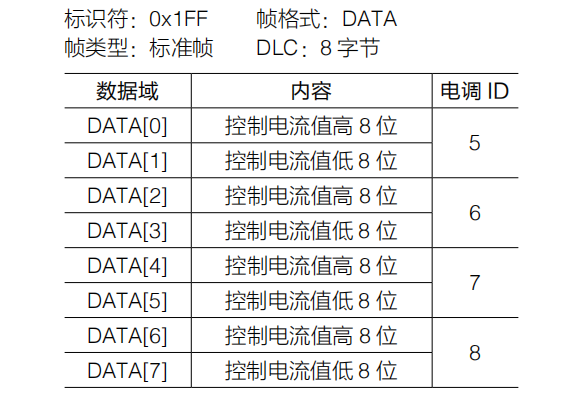 标识符：0x1FF 帧格式：DATA
帧类型：标准帧 DLC：8 字节
数据域 内容 电调 ID
DATA[0] 控制电流值高 8 位 5
DATA[1] 控制电流值低 8 位
DATA[2] 控制电流值高 8 位 6
DATA[3] 控制电流值低 8 位
DATA[4] 控制电流值高 8 位 7
DATA[5] 控制电流值低 8 位
DATA[6] 控制电流值高 8 位 8
DATA[7] 控制电流值低 8 位